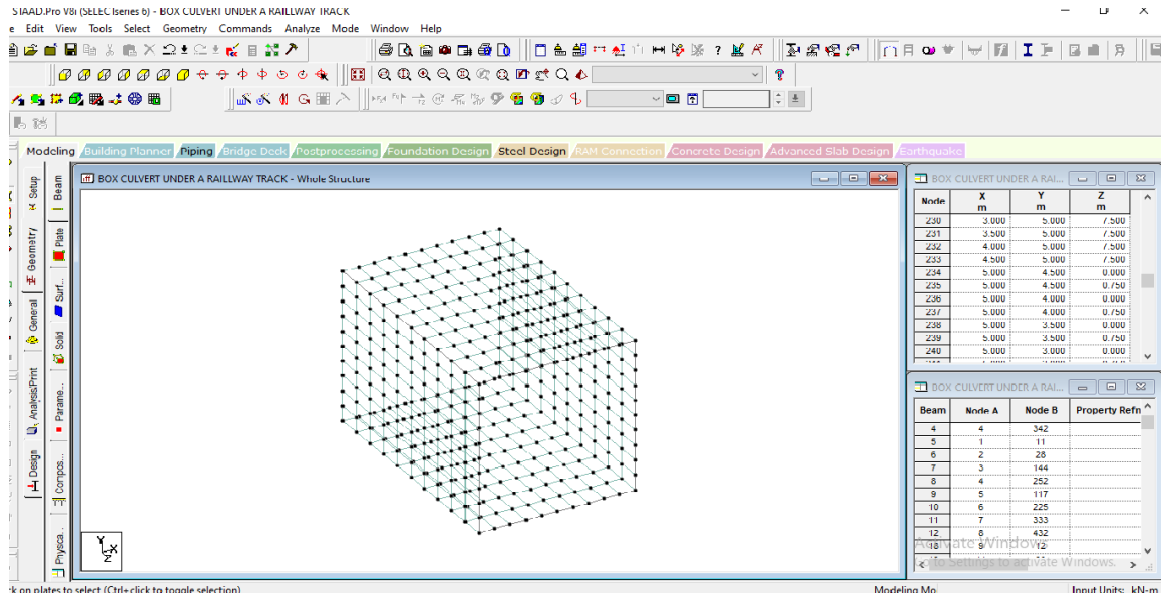 STAAD.Pro V8i (SELECTseries 6) - BOX CULVERT UNDER A RAILLWAY TRACK
e Edit View Tools Select Geometry Commands Analyze Mode Window Help
Modeling Building Planner Piping Bridge Deck Postprocessing Foundation Design Steel Design RAM Connection Concrete Design Advanced Slab Design Earthquake
Setup
Geometry
General
Analysis/Print
Design
Beam
Plate
Surf...
Solid
Parame...
Compos...
Physica..
BOX CULVERT UNDER A RAILLWAY TRACK - Whole Structure
Y
X
Z
BOX CULVERT UNDER A RAI...
Node X Y Z
m m m
230 3.000 5.000 7.500
231 3.500 5.000 7.500
232 4.000 5.000 7.500
233 4.500 5.000 7.500
234 5.000 4.500 0.000
235 5.000 4.500 0.750
236 5.000 4.000 0.000
237 5.000 4.000 0.750
238 5.000 3.500 0.000
239 5.000 3.500 0.750
240 5.000 3.000 0.000
BOX CULVERT UNDER A RAI...
Beam Node A Node B Property Refn
4 4 342
5 1 11
6 2 28
7 3 144
8 4 252
9 5 117
10 6 225
11 7 333
12 8 432
13 9 12
Activate Windows
Go to Settings to activate Windows.
ck on plates to select (Ctrl+click to toggle selection) Modeling Mo Input Units: kN-m